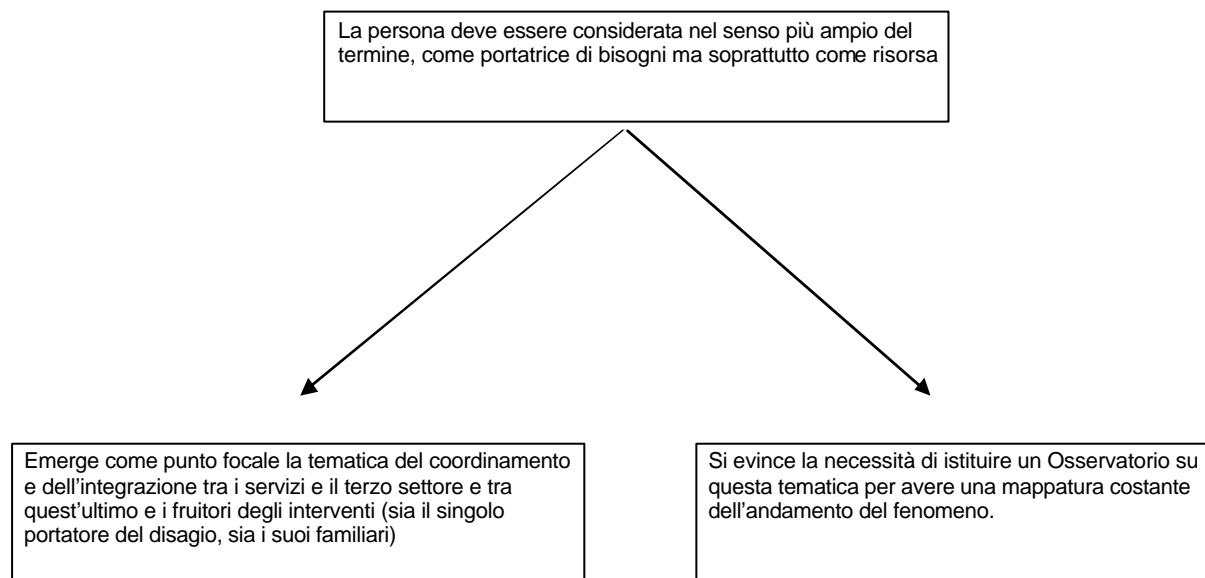 La persona deve essere considerata nel senso più ampio del
termine, come portatrice di bisogni ma soprattutto come risorsa
Emerge come punto focale la tematica del coordinamento
e dell'integrazione tra i servizi e il terzo settore e tra
quest'ultimo e i fruitori degli interventi (sia il singolo
portatore del disagio, sia i suoi familiari)
Si evince la necessità di istituire un Osservatorio su
questa tematica per avere una mappatura costante
dell'andamento del fenomeno.